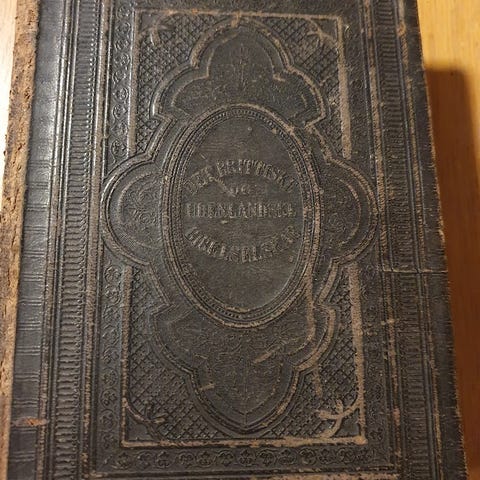 DET BRITTISKE
OG
UDENLANDSKE
BIBELSELSKAB